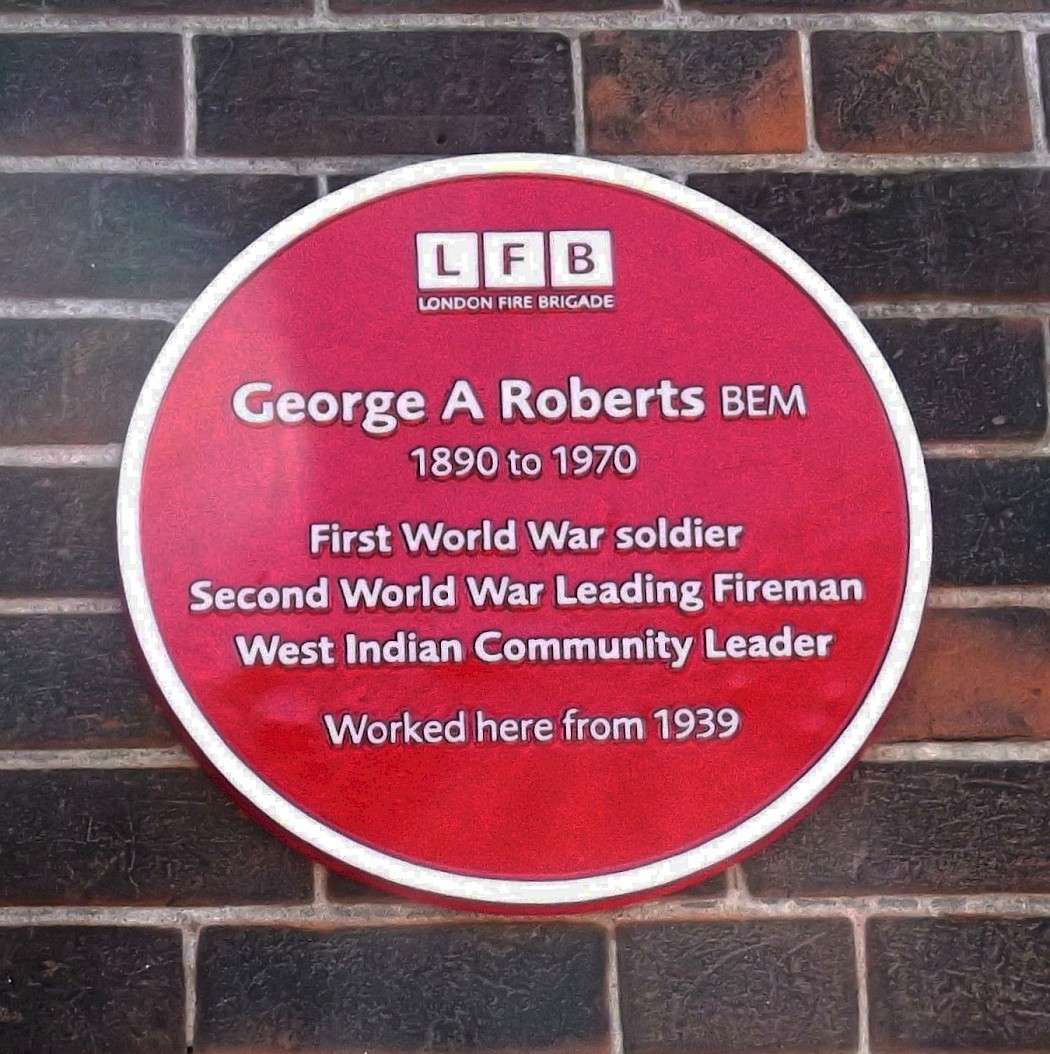 L F B
LONDON FIRE BRIGADE
George A Roberts BEM
1890 to 1970
First World War soldier
Second World War Leading Fireman
West Indian Community Leader
Worked here from 1939